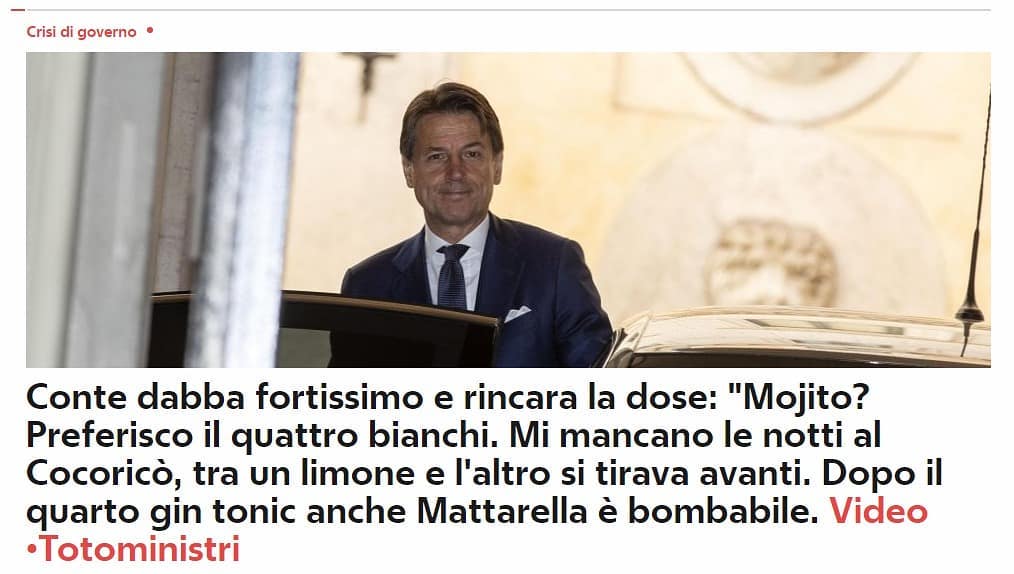 Crisi di governo •
Conte dabba fortissimo e rincara la dose: "Mojito?
Preferisco il quattro bianchi. Mi mancano le notti al
Cocoricò, tra un limone e l'altro si tirava avanti. Dopo il
quarto gin tonic anche Mattarella è bombabile. Video
•Totoministri